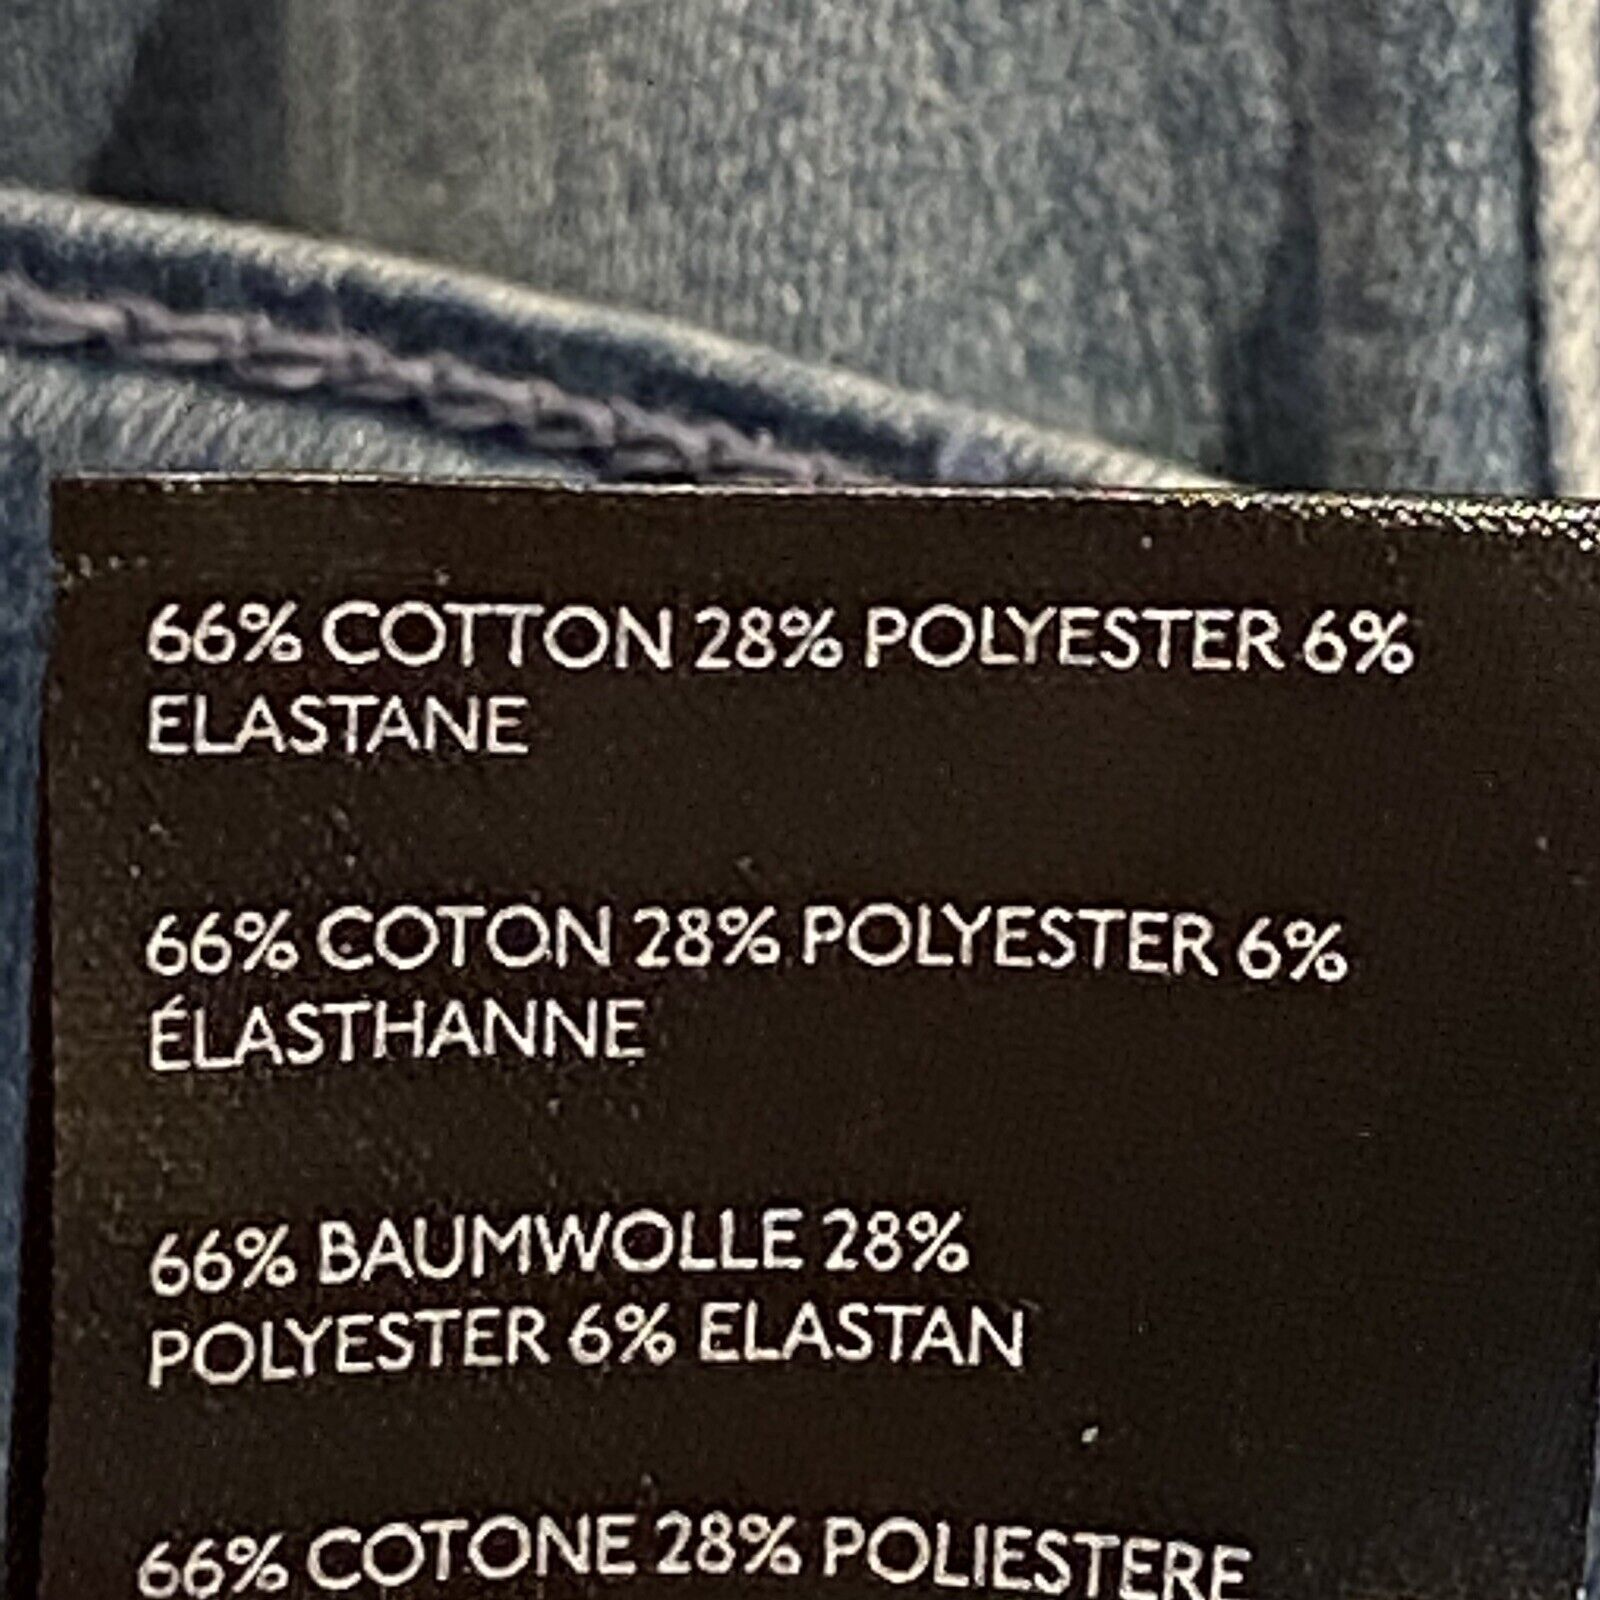 66% COTTON 28% POLYESTER 6%
ELASTANE
66% COTON 28% POLYESTER 6%
ÉLASTHANNE
66% BAUMWOLLE 28%
POLYESTER 6% ELASTAN
66% COTONE 28% POLIESTERE